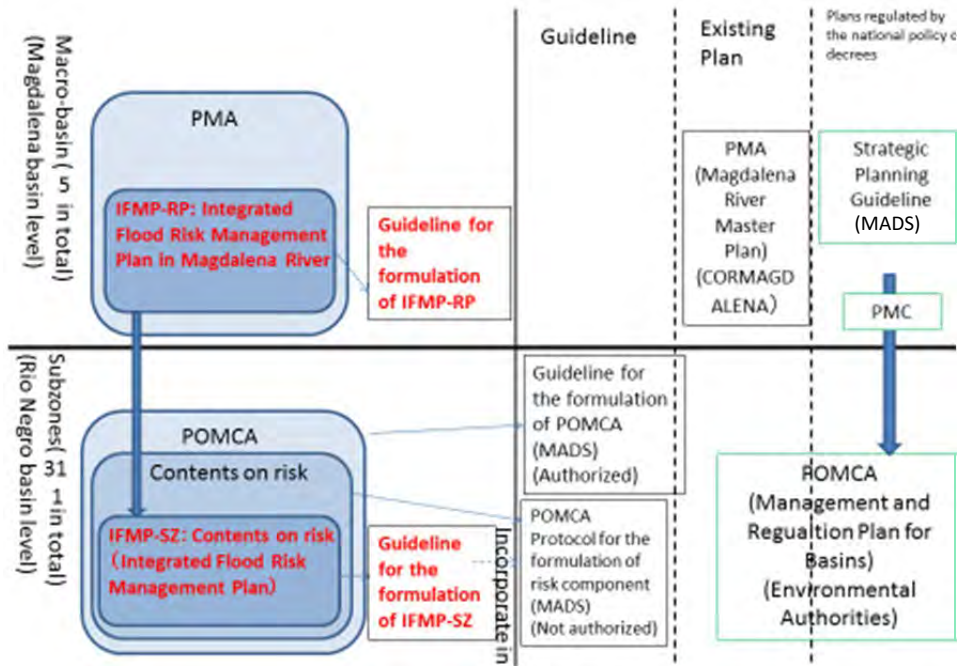 Macro-basin( 5 in total)
(Magdalena basin level)
PMA
IFMP-RP: Integrated
Flood Risk Management
Plan in Magdalena River
Guideline for
the
formulation
of IFMP-RP
Guideline
Existing
Plan
Plans regulated by
the national policy o
decrees
PMA
(Magdalena
River
Master
Plan)
(CORMAGD
ALENA)
Strategic
Planning
Guideline
(MADS)
PMC
Subzones( 31 1in total)
(Rio Negro basin level)
POMCA
Contents on risk
IFMP-SZ: Contents on risk
(Integrated Flood Risk
Management Plan)
Guideline
for the
formulation
of IFMP-SZ
Incorporate in
Guideline for
the formulation
of POMCA
(MADS)
(Authorized)
POMCA
Protocol for the
formulation of
risk component
(MADS)
(Not authorized)
POMCA
(Management and
Regualtion Plan for
Basins)
(Environmental
Authorities)